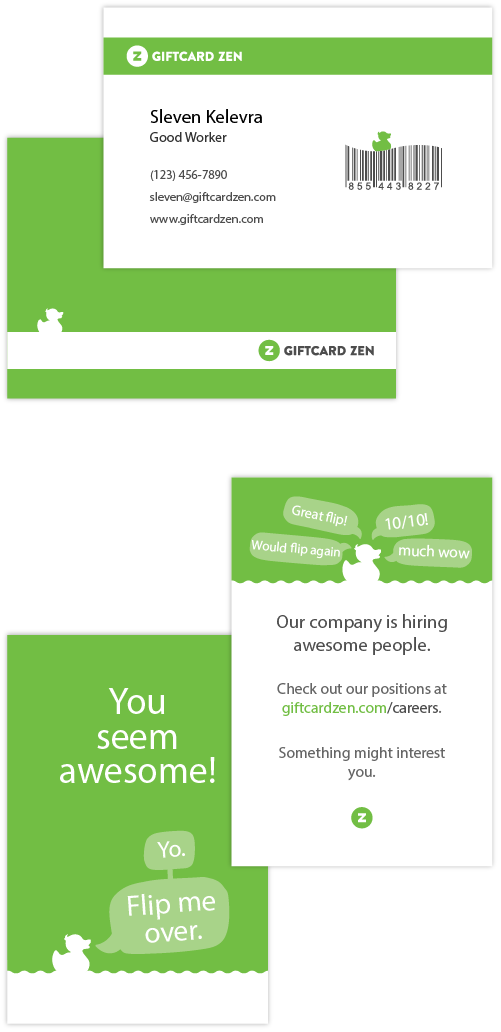 GIFTCARD ZEN
Sleven Kelevra
Good Worker
(123) 456-7890
sleven@giftcardzen.com
www.giftcardzen.com
855 443 8227
Z GIFTCARD ZEN
Great flip!
10/10!
Would flip again
much wow
Our company is hiring
awesome people.
Check out our positions at
giftcardzen.com/careers.
Something might interest
you.
Z
You
seem
awesome!
Yo.
Flip me
over.